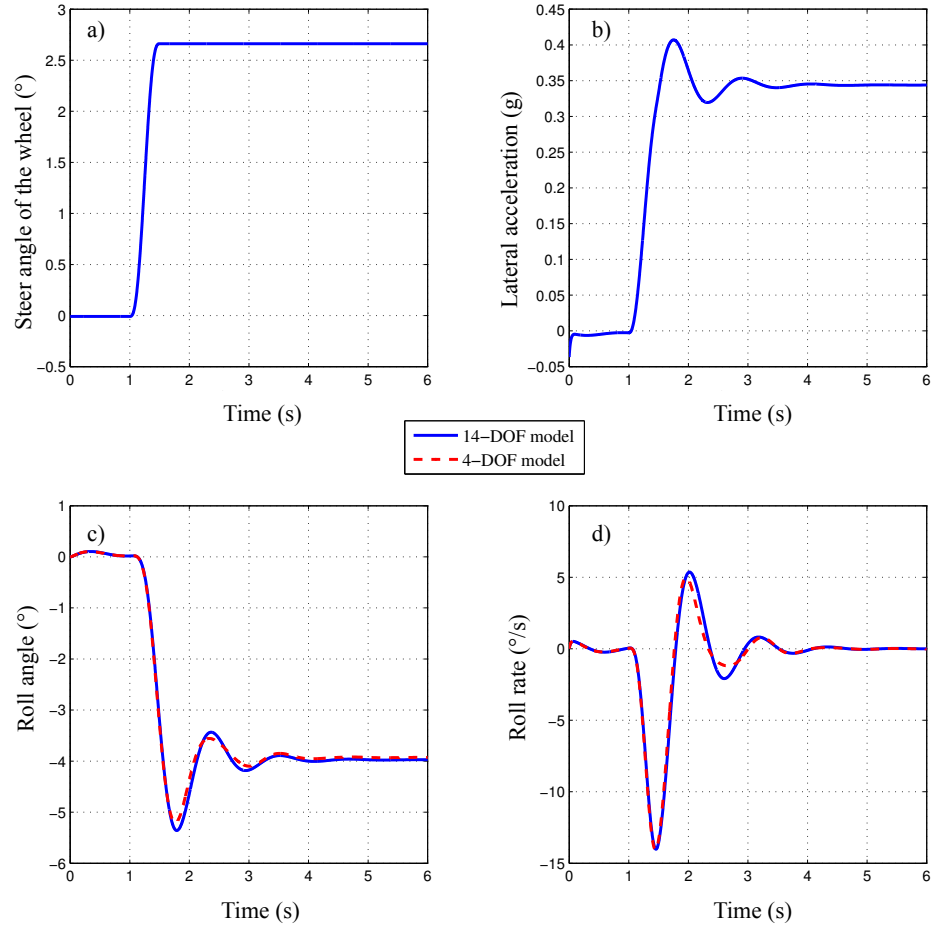 a)
Steer angle of the wheel (°)
3
2.5
2
1.5
1
0.5
0
−0.5
0 1 2 3 4 5 6
Time (s)
b)
Lateral acceleration (g)
0.45
0.4
0.35
0.3
0.25
0.2
0.15
0.1
0.05
0
−0.05
0 1 2 3 4 5 6
Time (s)
14−DOF model
4−DOF model
c)
Roll angle (°)
1
0
−1
−2
−3
−4
−5
−6
0 1 2 3 4 5 6
Time (s)
d)
Roll rate (°/s)
10
5
0
−5
−10
−15
0 1 2 3 4 5 6
Time (s)